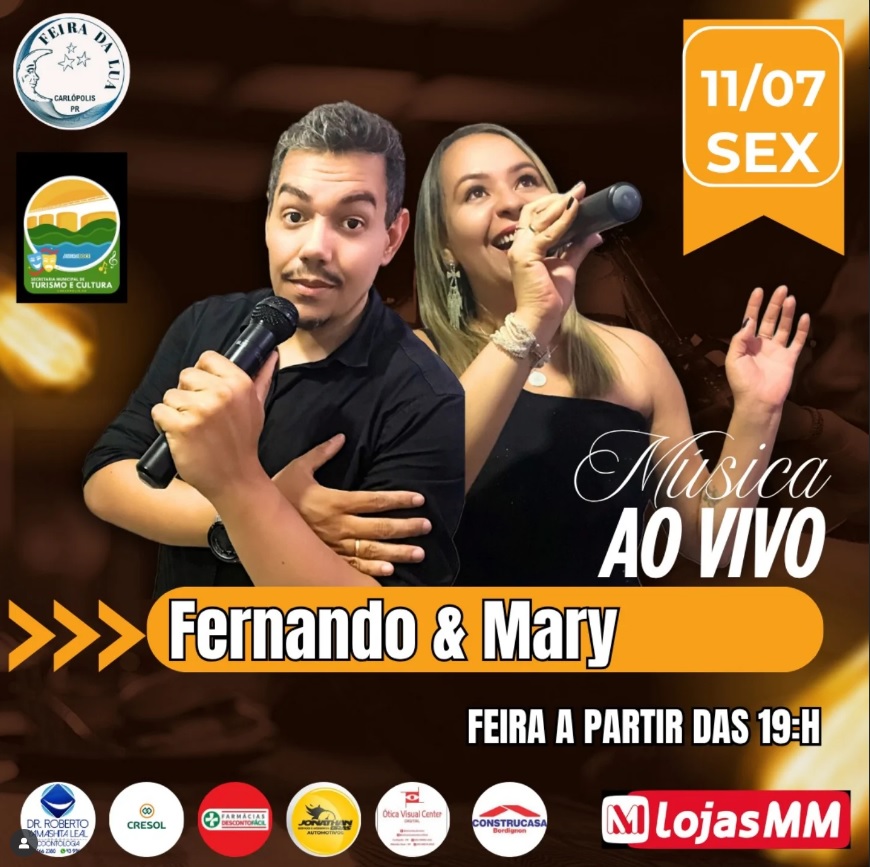 FEIRA DA LUA
CARLÓPOLIS
PR
11/07
SEX
SECRETARIA MUNICIPAL DE
TURISMO E CULTURA
Música
AO VIVO
Fernando & Mary
FEIRA A PARTIR DAS 19:H
DR. ROBERTO
LEAL
CRESOL
FARMÁCIAS
DESCONTOFÁCIL
JONATHAN
AUTOMOTIVOS
Ótica Visual Center
CONSTRUCASA
Bordignon
M LojasMM